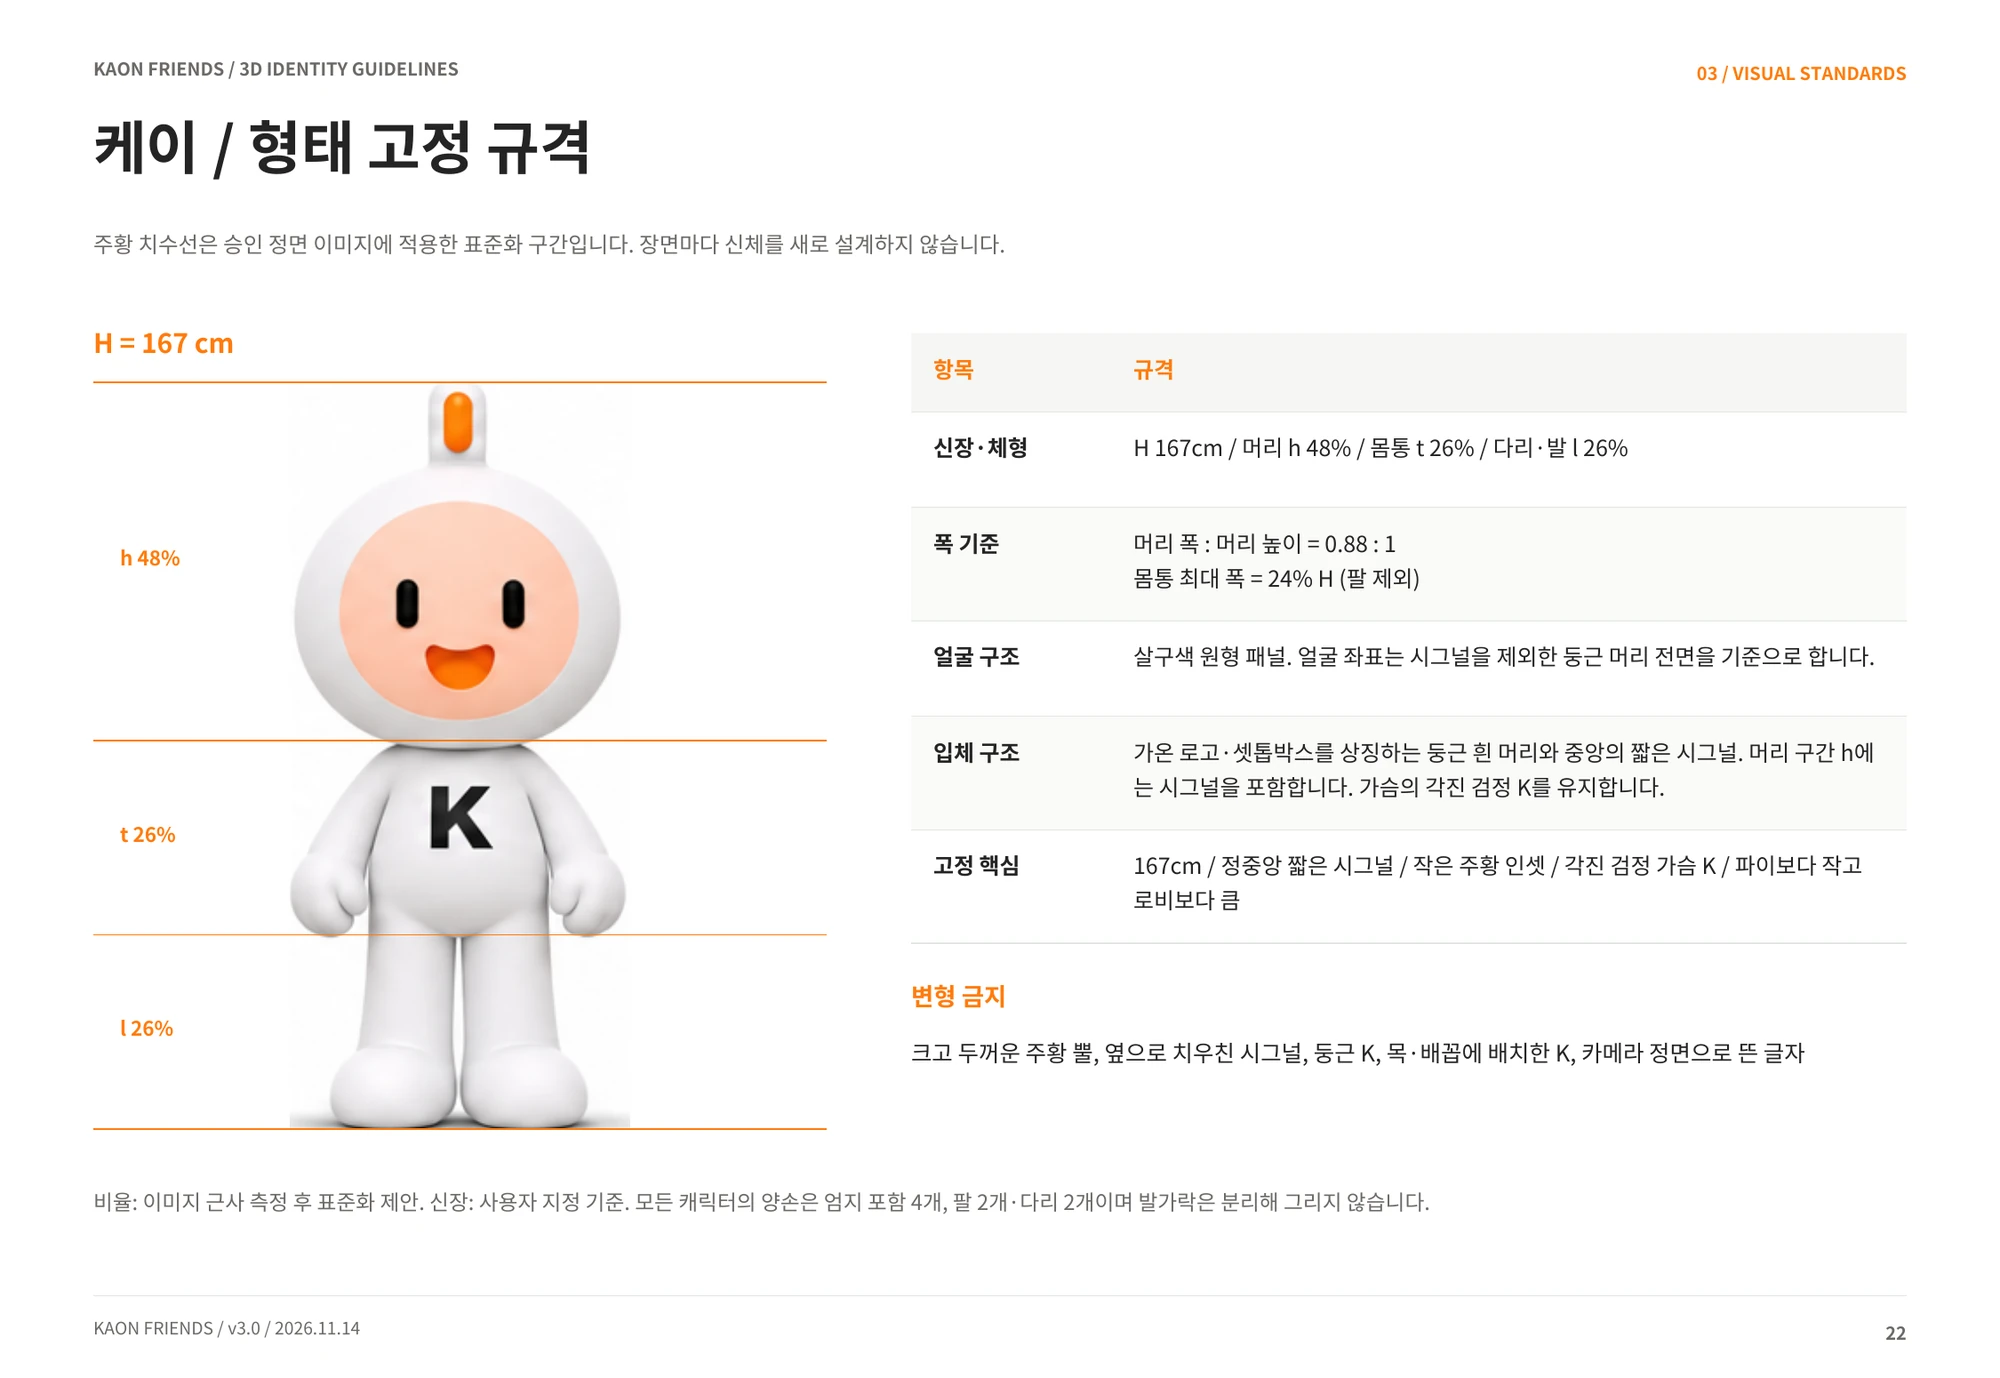 KAON FRIENDS / 3D IDENTITY GUIDELINES
03 / VISUAL STANDARDS
케이 / 형태 고정 규격
주황 치수선은 승인 정면 이미지에 적용한 표준화 구간입니다. 장면마다 신체를 새로 설계하지 않습니다.
H = 167 cm
h 48%
K
t 26%
l 26%
항목 규격
신장·체형 H 167cm / 머리 h 48% / 몸통 t 26% / 다리·발 l 26%
폭 기준 머리 폭 : 머리 높이 = 0.88 : 1
몸통 최대 폭 = 24% H (팔 제외)
얼굴 구조 살구색 원형 패널. 얼굴 좌표는 시그널을 제외한 둥근 머리 전면을 기준으로 합니다.
입체 구조 가온 로고·셋톱박스를 상징하는 둥근 흰 머리와 중앙의 짧은 시그널. 머리 구간 h에
는 시그널을 포함합니다. 가슴의 각진 검정 K를 유지합니다.
고정 핵심 167cm / 정중앙 짧은 시그널 / 작은 주황 인셋 / 각진 검정 가슴 K / 파이보다 작고
로비보다 큼
변형 금지
크고 두꺼운 주황 뿔, 옆으로 치우친 시그널, 둥근 K, 목·배꼽에 배치한 K, 카메라 정면으로 뜬 글자
비율: 이미지 근사 측정 후 표준화 제안. 신장: 사용자 지정 기준. 모든 캐릭터의 양손은 엄지 포함 4개, 팔 2개·다리 2개이며 발가락은 분리해 그리지 않습니다.
KAON FRIENDS / v3.0 / 2026.11.14
22